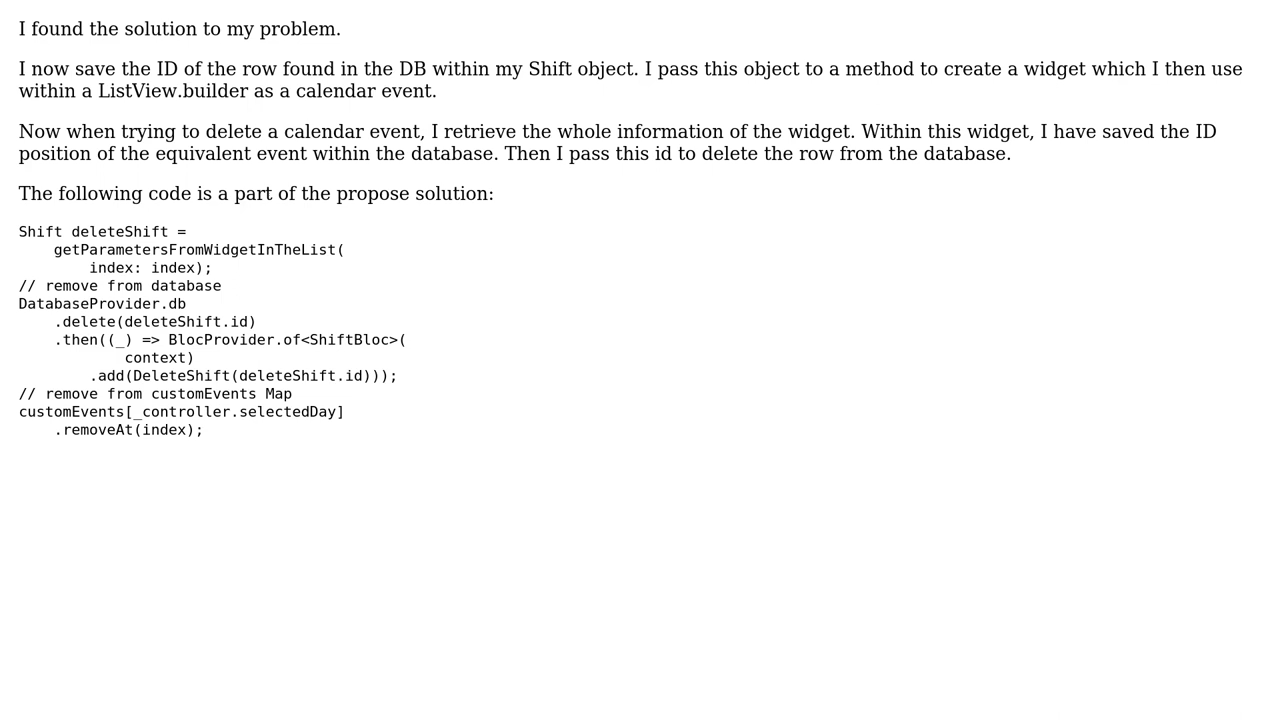 I found the solution to my problem.
I now save the ID of the row found in the DB within my Shift object. I pass this object to a method to create a widget which I then use
within a ListView.builder as a calendar event.
Now when trying to delete a calendar event, I retrieve the whole information of the widget. Within this widget, I have saved the ID
position of the equivalent event within the database. Then I pass this id to delete the row from the database.
The following code is a part of the propose solution:
Shift deleteShift =
    getParametersFromWidgetInTheList(
        index: index);
// remove from database
DatabaseProvider.db
    .delete(deleteShift.id)
    .then((_) => BlocProvider.of<ShiftBloc>(
            context)
        .add(DeleteShift(deleteShift.id)));
// remove from customEvents Map
customEvents[_controller.selectedDay]
    .removeAt(index);